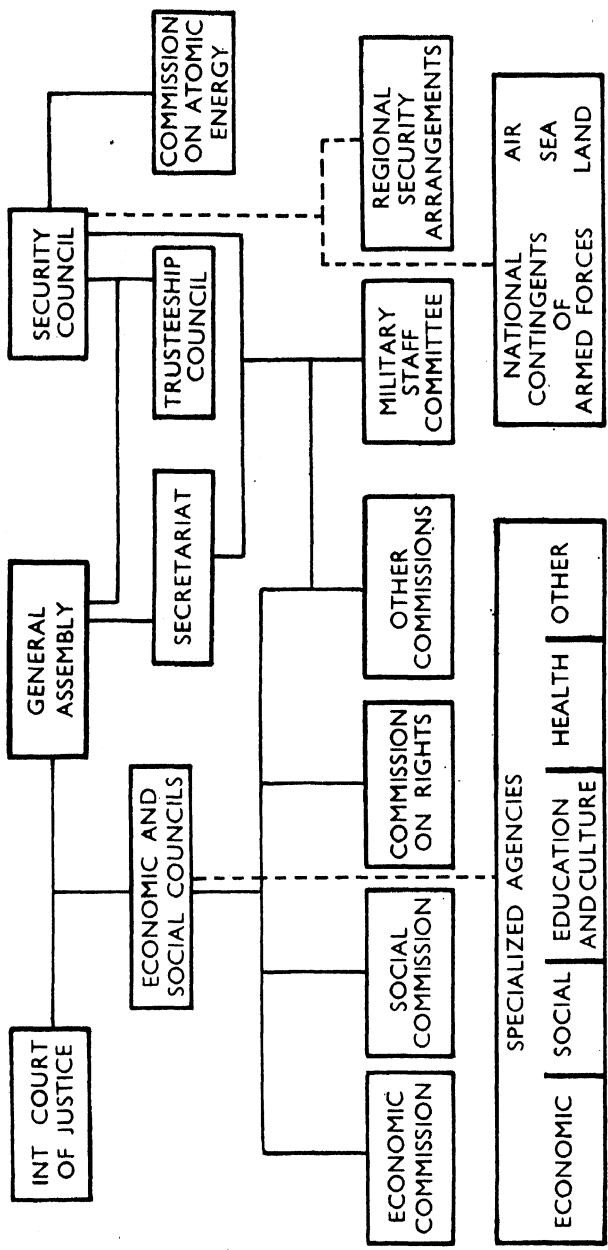 INT COURT
OF JUSTICE
GENERAL
ASSEMBLY
SECURITY
COUNCIL
ECONOMIC AND
SOCIAL COUNCILS
SECRETARIAT
TRUSTEESHIP
COUNCIL
COMMISSION
ON ATOMIC
ENERGY
ECONOMIC
COMMISSION
SOCIAL
COMMISSION
COMMISSION
ON RIGHTS
OTHER
COMMISSIONS
MILITARY
STAFF
COMMITTEE
REGIONAL
SECURITY
ARRANGEMENTS
SPECIALIZED AGENCIES
ECONOMIC
SOCIAL
EDUCATION
AND CULTURE
HEALTH
OTHER
NATIONAL
CONTINGENTS
OF
ARMED FORCES
AIR
SEA
LAND